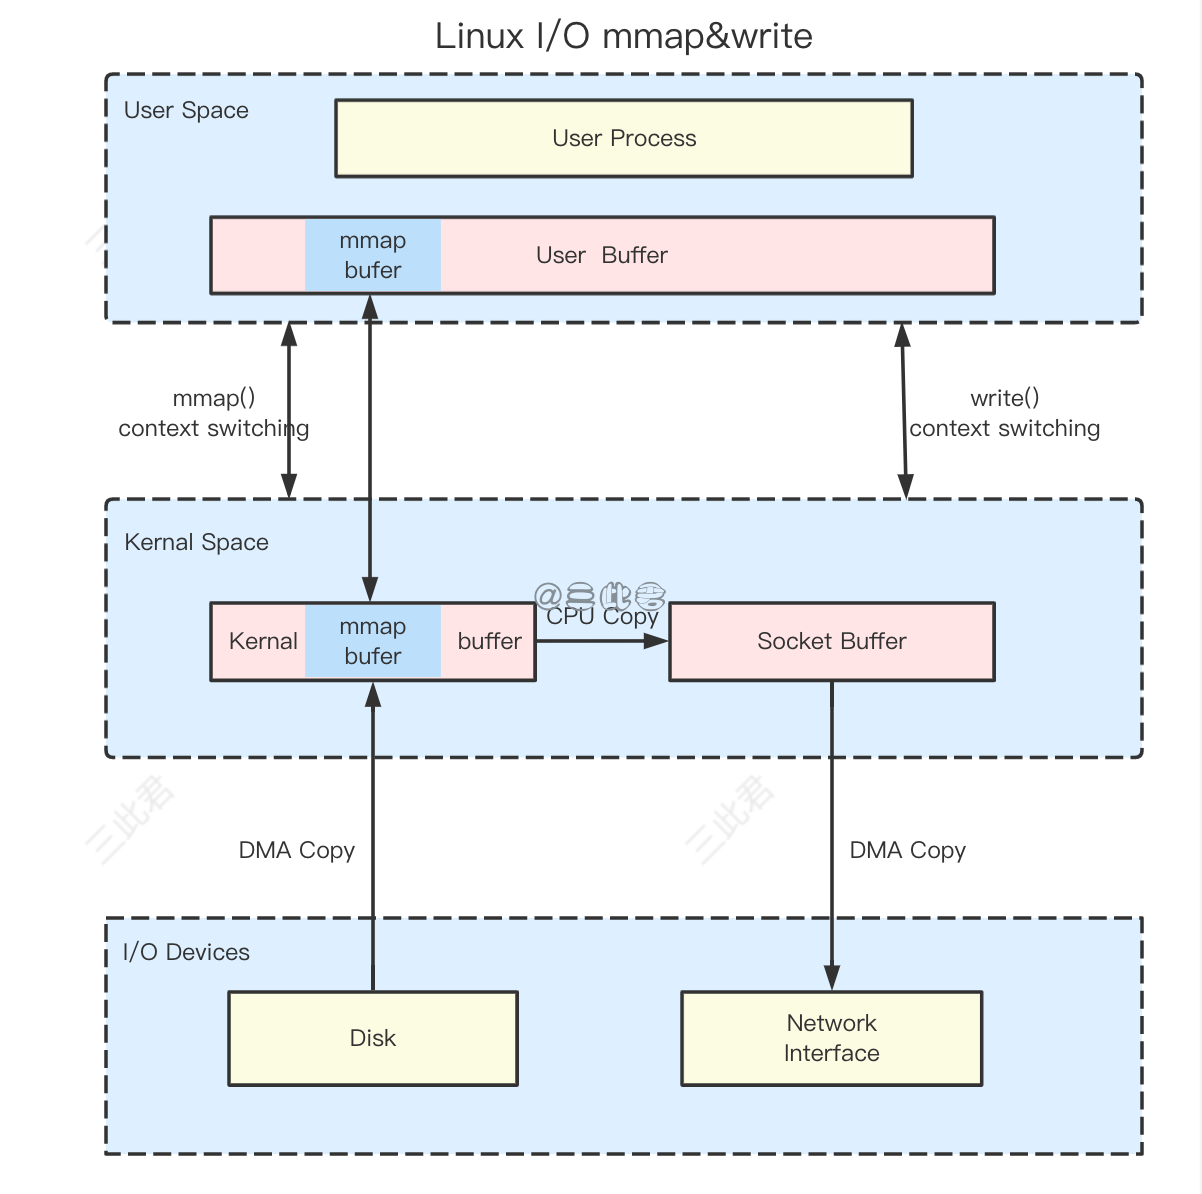 Linux I/O mmap&write
User Space
User Process
mmap
bufer
User Buffer
mmap()
context switching
write()
context switching
Kernal Space
@三此君
Kernal
mmap
bufer
buffer
CPU Copy
Socket Buffer
三此君
三此君
DMA Copy
DMA Copy
I/O Devices
Disk
Network
Interface